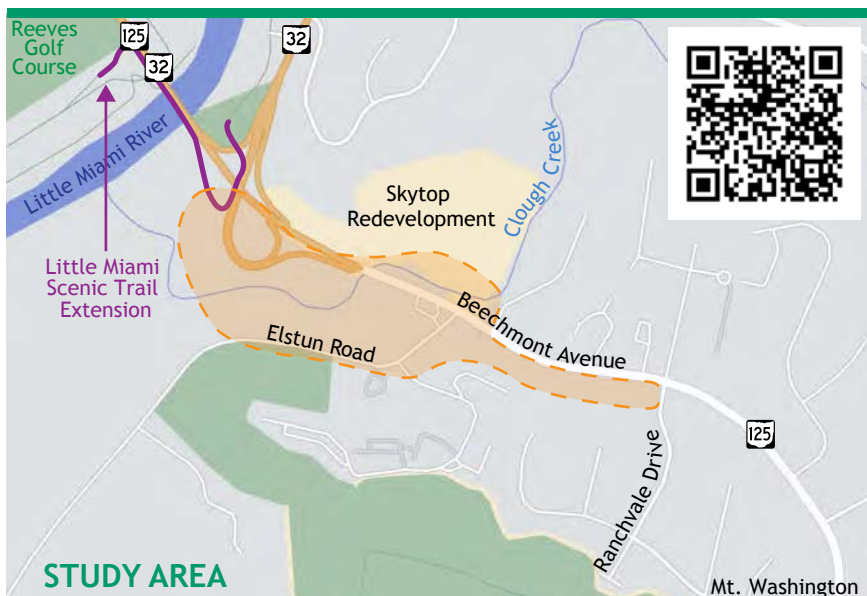 Reeves
Golf
Course
125
32
32
Little Miami River
Skytop
Redevelopment
Clough Creek
Little Miami
Scenic Trail
Extension
Elstun Road
Beechmont Avenue
125
Ranchvale Drive
STUDY AREA
Mt. Washington